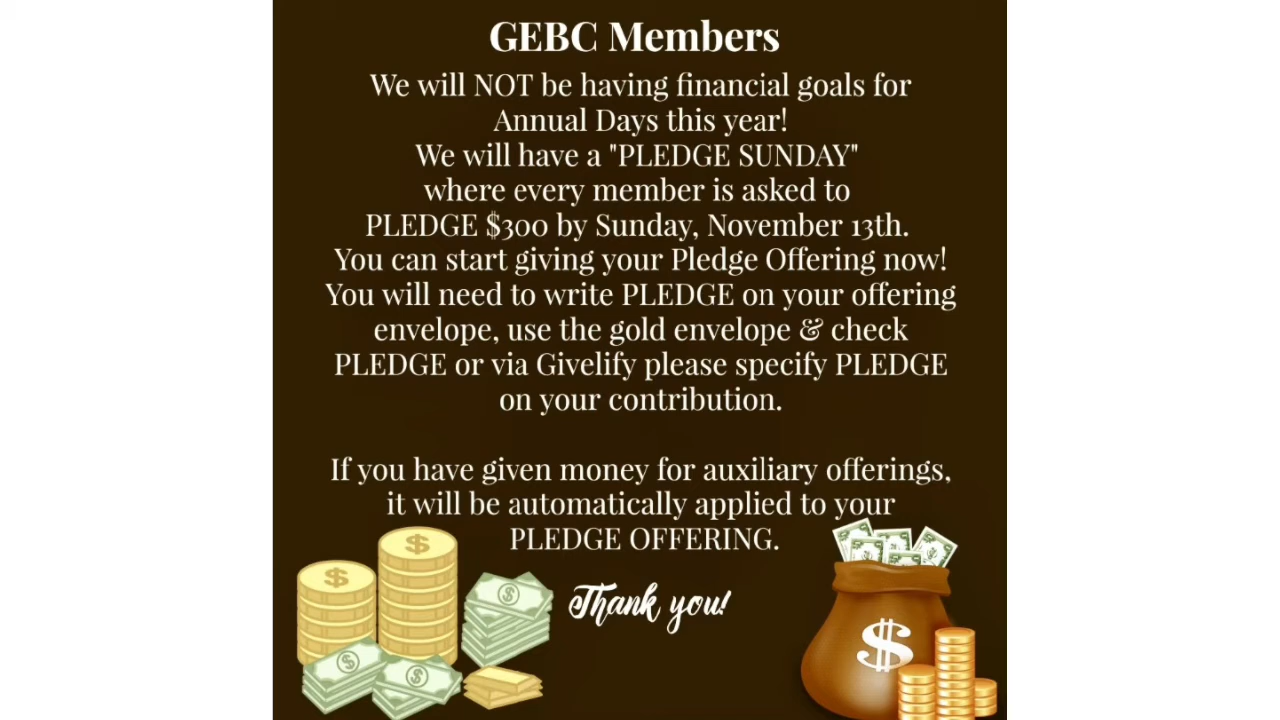 GEBC Members
We will NOT be having financial goals for
Annual Days this year!
We will have a "PLEDGE SUNDAY"
where every member is asked to
PLEDGE $300 by Sunday, November 13th.
You can start giving your Pledge Offering now!
You will need to write PLEDGE on your offering
envelope, use the gold envelope & check
PLEDGE or via Givelify please specify PLEDGE
on your contribution.
If you have given money for auxiliary offerings,
it will be automatically applied to your
PLEDGE OFFERING.
Thank you!
$
$
$
$
$
$